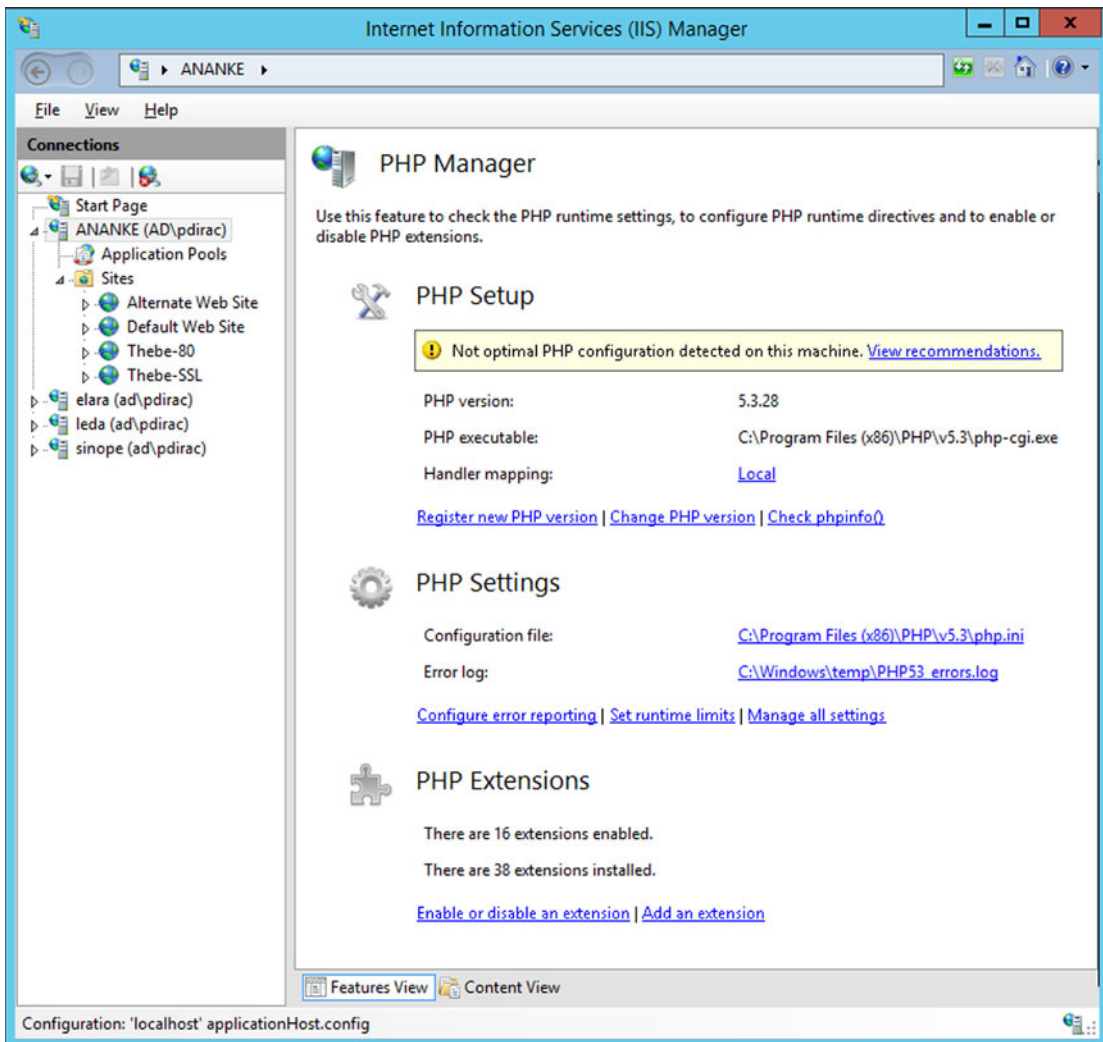 Internet Information Services (IIS) Manager
ANANKE
File View Help
Connections
Start Page
ANANKE (AD\pdirac)
Application Pools
Sites
Alternate Web Site
Default Web Site
Thebe-80
Thebe-SSL
elara (ad\pdirac)
leda (ad\pdirac)
sinope (ad\pdirac)
PHP Manager
Use this feature to check the PHP runtime settings, to configure PHP runtime directives and to enable or
disable PHP extensions.
PHP Setup
Not optimal PHP configuration detected on this machine. View recommendations.
PHP version: 5.3.28
PHP executable: C:\Program Files (x86)\PHP\v5.3\php-cgi.exe
Handler mapping: Local
Register new PHP version | Change PHP version | Check phpinfo()
PHP Settings
Configuration file: C:\Program Files (x86)\PHP\v5.3\php.ini
Error log: C:\Windows\temp\PHP53_errors.log
Configure error reporting | Set runtime limits | Manage all settings
PHP Extensions
There are 16 extensions enabled.
There are 38 extensions installed.
Enable or disable an extension | Add an extension
Features View Content View
Configuration: 'localhost' applicationHost.config